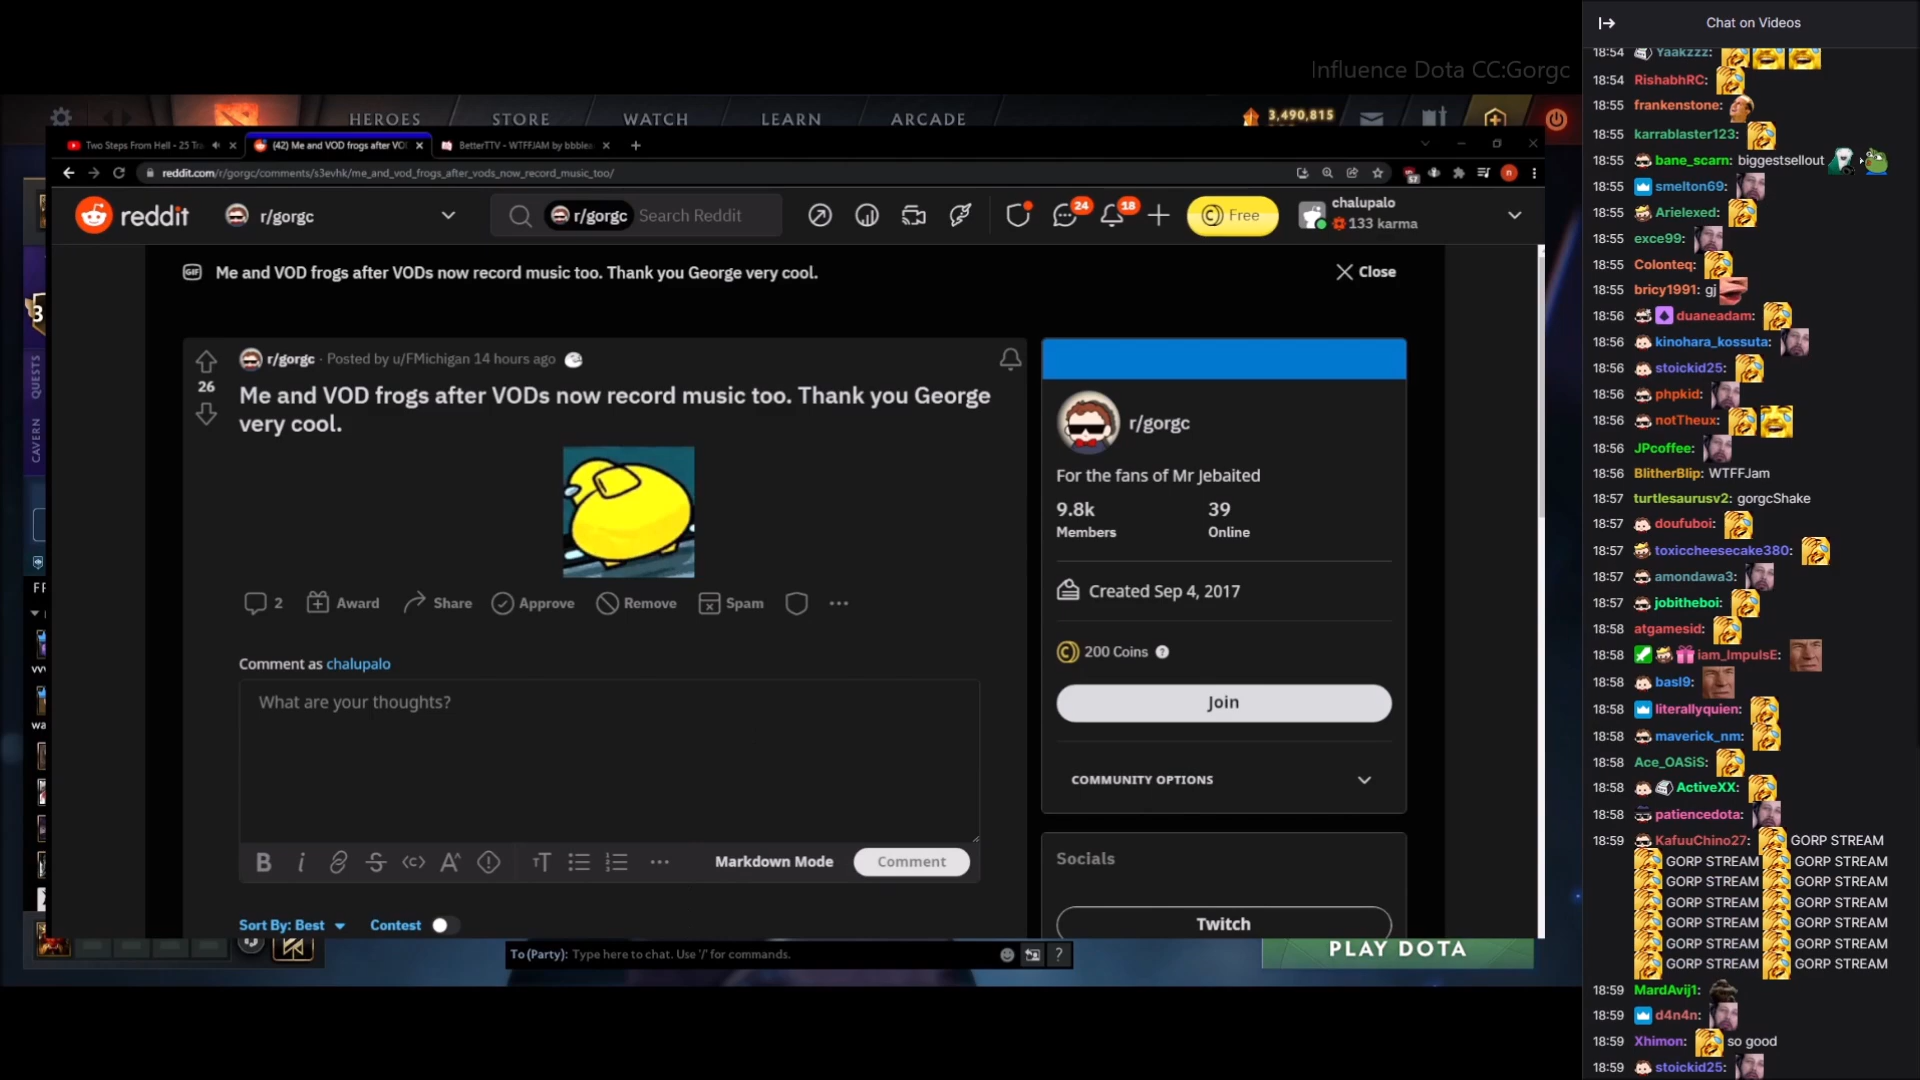 Influence Dota CC:Gorgc
HEROES
STORE
WATCH
LEARN
ARCADE
3,490,815
Two Steps From Hell - 25 Tra
(42) Me and VOD frogs after VO
BetterTTV - WTFFJAM by bbblea
reddit.com/r/gorgc/comments/s3evhk/me_and_vod_frogs_after_vods_now_record_music_too/
57
n
reddit
r/gorgc
r/gorgc
Search Reddit
24
18
Free
chalupalo
133 karma
GIF
Me and VOD frogs after VODs now record music too. Thank you George very cool.
Close
r/gorgc · Posted by u/FMichigan 14 hours ago
26
Me and VOD frogs after VODs now record music too. Thank you George
very cool.
2
Award
Share
Approve
Remove
Spam
Comment as chalupalo
What are your thoughts?
Markdown Mode
Comment
Sort By: Best
Contest
r/gorgc
For the fans of Mr Jebaited
9.8k
39
Members
Online
Created Sep 4, 2017
200 Coins
Join
COMMUNITY OPTIONS
Socials
Twitch
3
QUESTS
CAVERN
To (Party): Type here to chat. Use '/' for commands.
?
PLAY DOTA
Chat on Videos
18:54 Yaakzzz:
18:54 RishabhRC:
18:55 frankenstone:
18:55 karrablaster123:
18:55 bane_scarn: biggestsellout
18:55 smelton69:
18:55 Arielexed:
18:55 exce99:
18:55 Colonteq:
18:55 bricy1991: gj
18:56 duaneadam:
18:56 kinohara_kossuta:
18:56 stoickid25:
18:56 phpkid:
18:56 notTheux:
18:56 JPcoffee:
18:56 BlitherBlip: WTFFJam
18:57 turtlesaurusv2: gorgcShake
18:57 doufuboi:
18:57 toxiccheesecake380:
18:57 amondawa3:
18:57 jobitheboi:
18:58 atgamesid:
18:58 iam_ImpulsE:
18:58 basl9:
18:58 literallyquien:
18:58 maverick_nm:
18:58 Ace_OASiS:
18:58 ActiveXX:
18:58 patiencedota:
18:59 KafuuChino27: GORP STREAM
GORP STREAM GORP STREAM
GORP STREAM GORP STREAM
GORP STREAM GORP STREAM
GORP STREAM GORP STREAM
GORP STREAM GORP STREAM
GORP STREAM GORP STREAM
18:59 MardAvij1:
18:59 d4n4n:
18:59 Xhimon: so good
18:59 stoickid25: